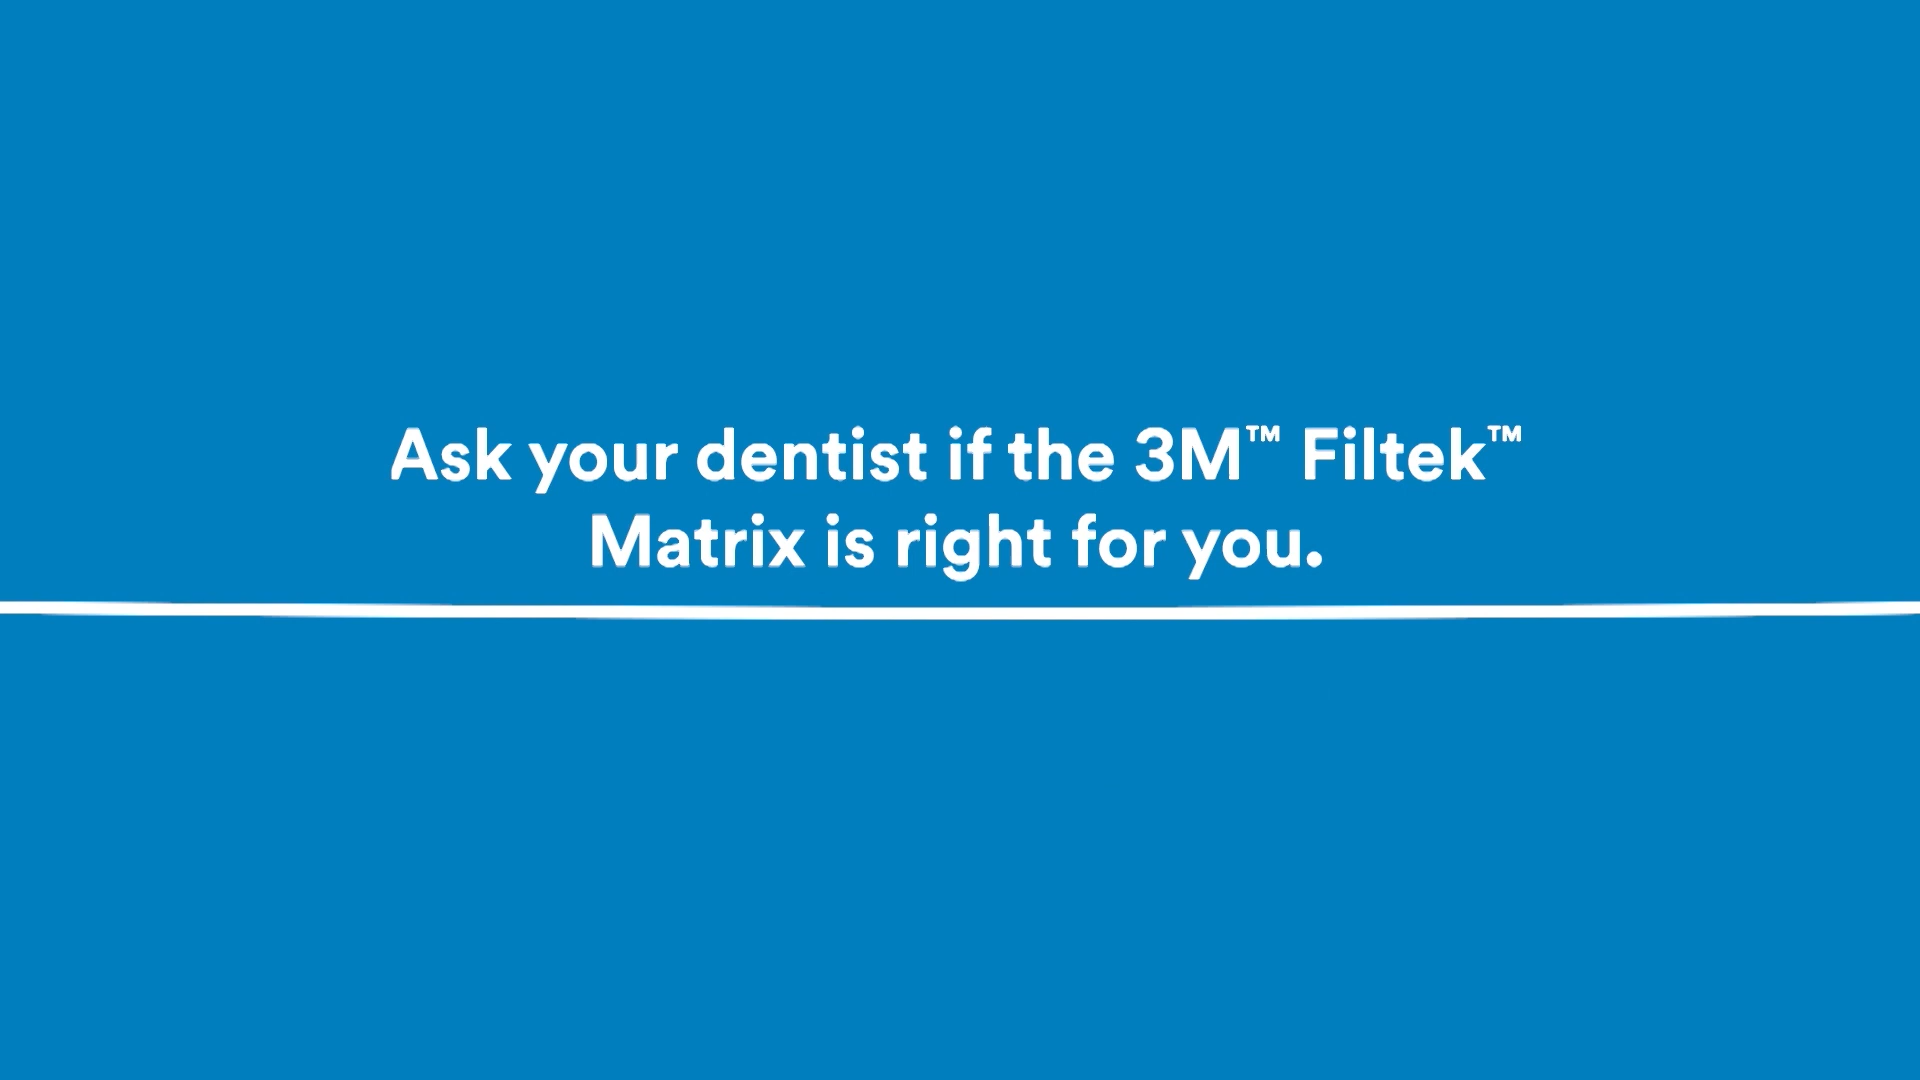 Ask your dentist if the 3M™ Filtek™
Matrix is right for you.